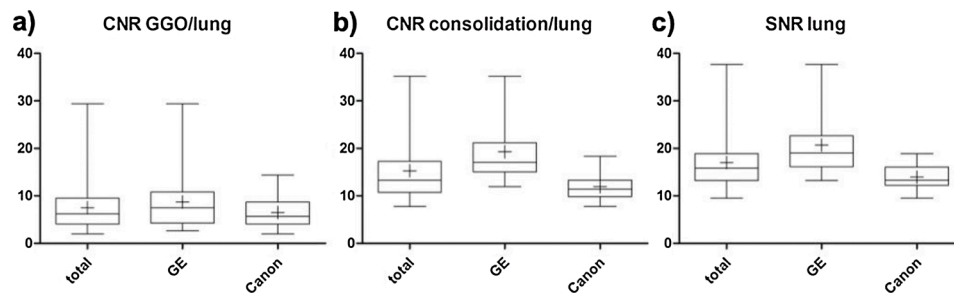 a) CNR GGO/lung
40
30
20
10
0
total
GE
Canon
b) CNR consolidation/lung
40
30
20
10
0
total
GE
Canon
c) SNR lung
40
30
20
10
0
total
GE
Canon